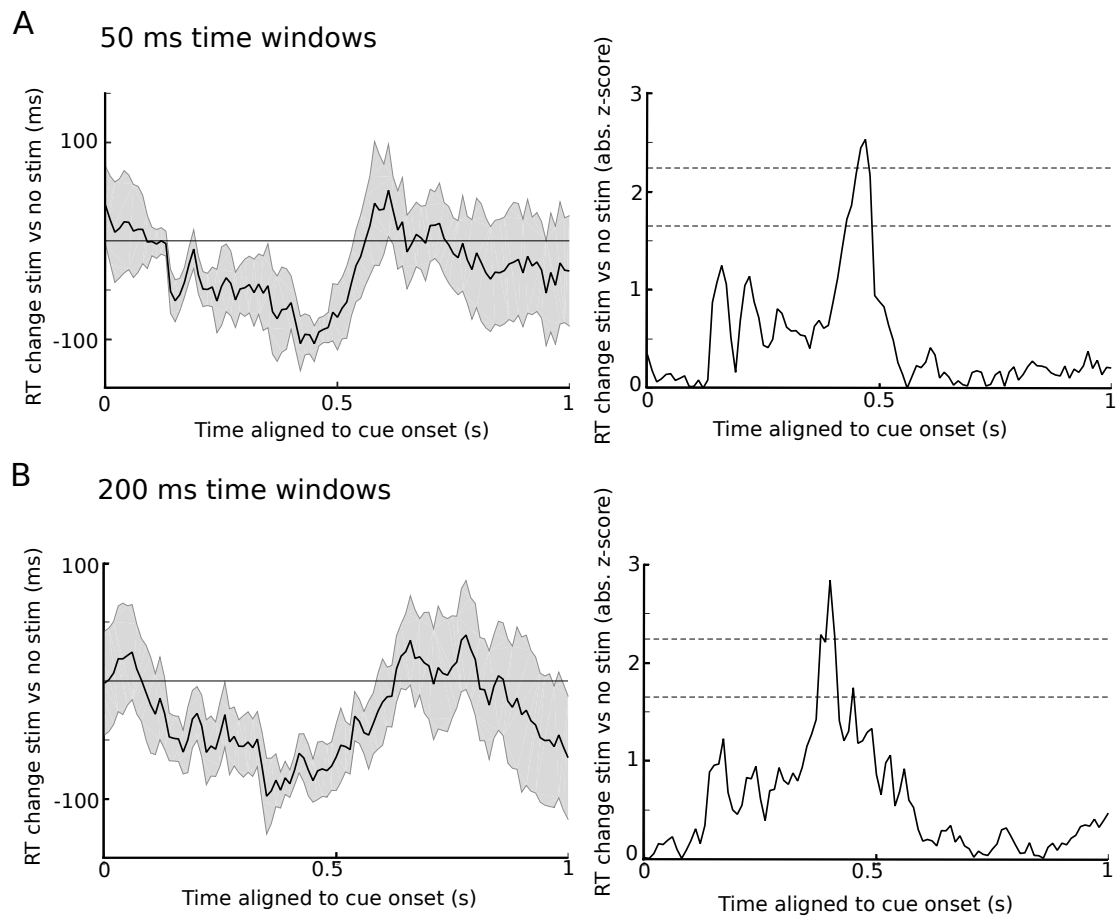 A
50 ms time windows
RT change stim vs no stim (ms)
100
-100
0
0.5
1
Time aligned to cue onset (s)
RT change stim vs no stim (abs. z-score)
3
2
1
0
0
0.5
1
Time aligned to cue onset (s)
B
200 ms time windows
RT change stim vs no stim (ms)
100
-100
0
0.5
1
Time aligned to cue onset (s)
RT change stim vs no stim (abs. z-score)
3
2
1
0
0
0.5
1
Time aligned to cue onset (s)